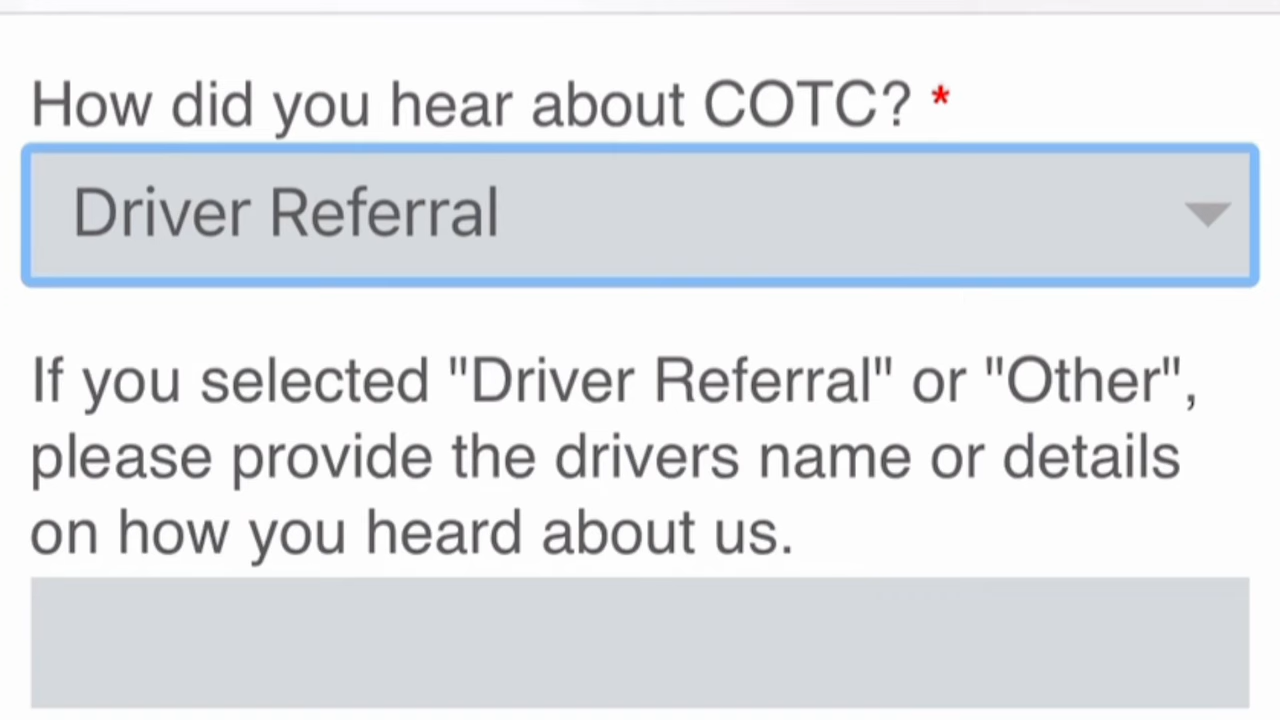 How did you hear about COTC? *
Driver Referral
If you selected "Driver Referral" or "Other",
please provide the drivers name or details
on how you heard about us.